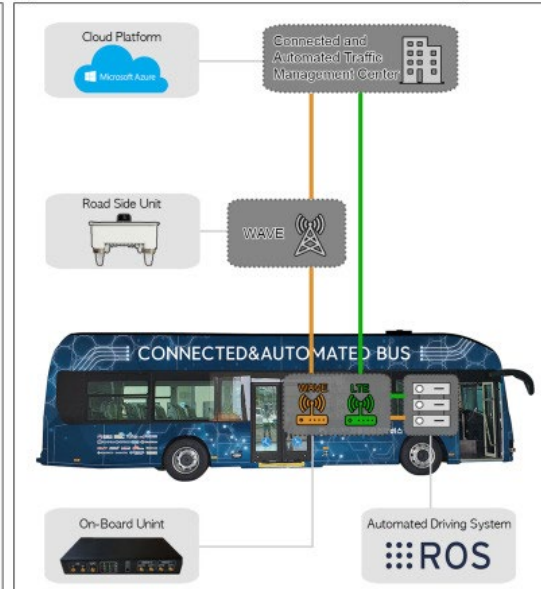 Cloud Platform
Microsoft Azure
Connected and
Automated Traffic
Management Center
Road Side Unit
WAVE
CONNECTED&AUTOMATED BUS
WAVE
LTE
On-Board Unint
Automated Driving System
ROS